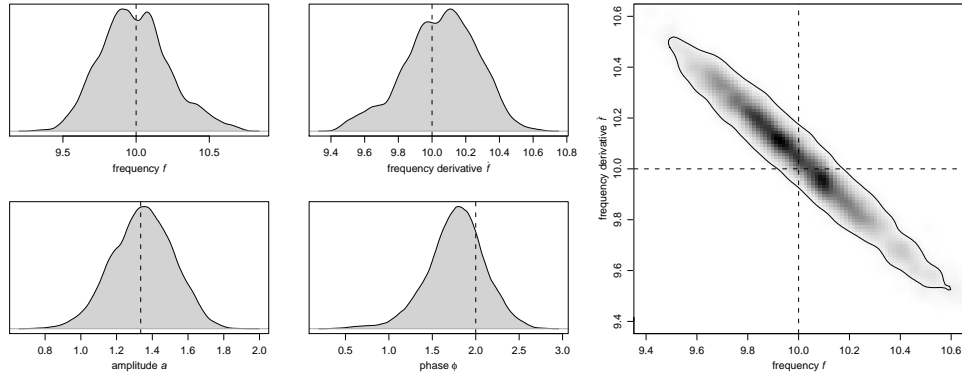 9.5 10.0 10.5
frequency f
9.4 9.6 9.8 10.0 10.2 10.4 10.6 10.8
frequency derivative ḟ
0.8 1.0 1.2 1.4 1.6 1.8 2.0
amplitude a
0.5 1.0 1.5 2.0 2.5 3.0
phase ϕ
10.6
10.4
10.2
10.0
9.8
9.6
9.4
frequency derivative ḟ
9.4 9.6 9.8 10.0 10.2 10.4 10.6
frequency f